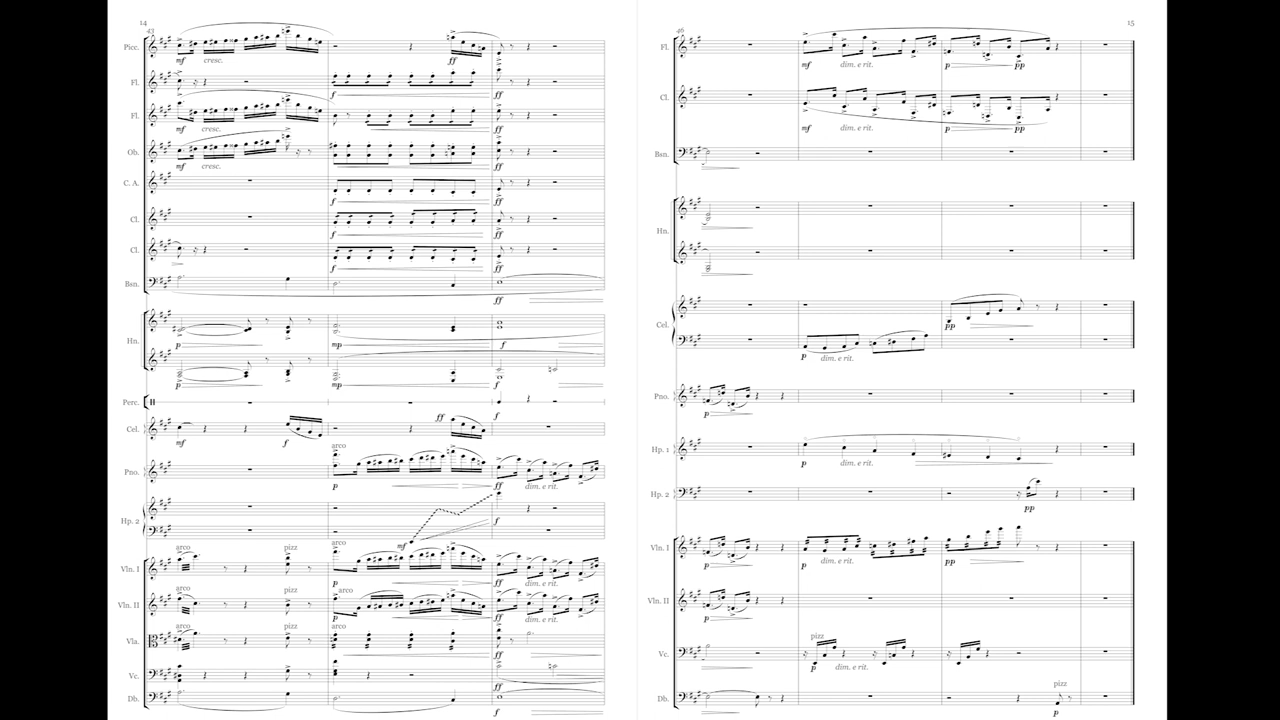 14
43
Picc.
mf cresc.
ff
Fl.
f
ff
Fl.
mf cresc.
ff
Ob.
mf cresc.
ff
C. A.
f
ff
Cl.
f
ff
Cl.
f
ff
Bsn.
ff
Hn.
p
mp
f
p
mp
f
Perc.
f
Cel.
mf
f
ff
arco
Pno.
p
ff dim. e rit.
Hp. 2
mf
f
arco pizz arco
Vln. I
p
ff dim. e rit.
arco pizz arco
Vln. II
p
ff dim. e rit.
arco pizz arco
Vla.
ff
Vc.
ff
Db.
f
15
46
Fl.
mf dim. e rit. p pp
Cl.
mf dim. e rit. p pp
Bsn.
Hn.
Cel.
pp
p dim. e rit.
Pno.
p
Hp. 1
p dim. e rit.
Hp. 2
pp
Vln. I
p p dim. e rit. pp
Vln. II
p
pizz
Vc.
p dim. e rit.
pizz
Db.
p